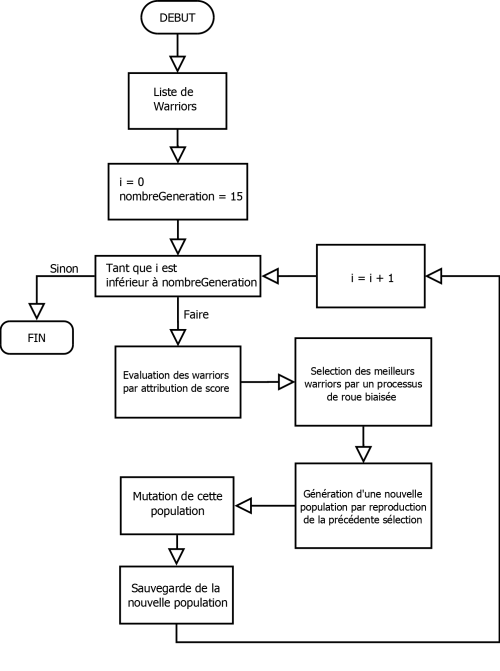 DEBUT
Liste de
Warriors
i = 0
nombreGeneration = 15
Tant que i est
inférieur à nombreGeneration
Sinon
i = i + 1
FIN
Faire
Evaluation des warriors
par attribution de score
Selection des meilleurs
warriors par un processus
de roue biaisée
Génération d'une nouvelle
population par reproduction
de la précédente sélection
Mutation de cette
population
Sauvegarde de la
nouvelle population